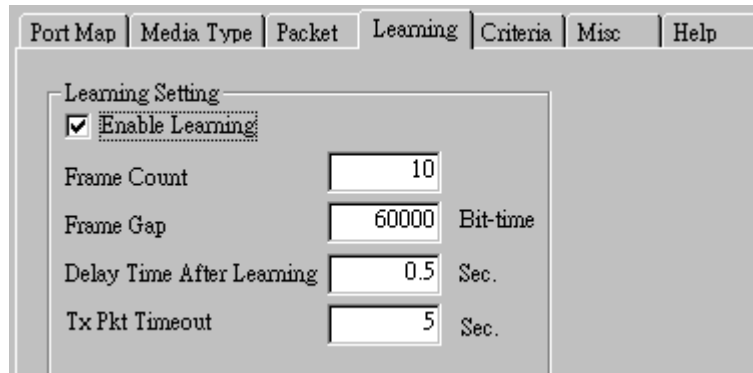 Port Map Media Type Packet Learning Criteria Misc Help
Learning Setting
Enable Learning
Frame Count 10
Frame Gap 60000 Bit-time
Delay Time After Learning 0.5 Sec.
Tx Pkt Timeout 5 Sec.